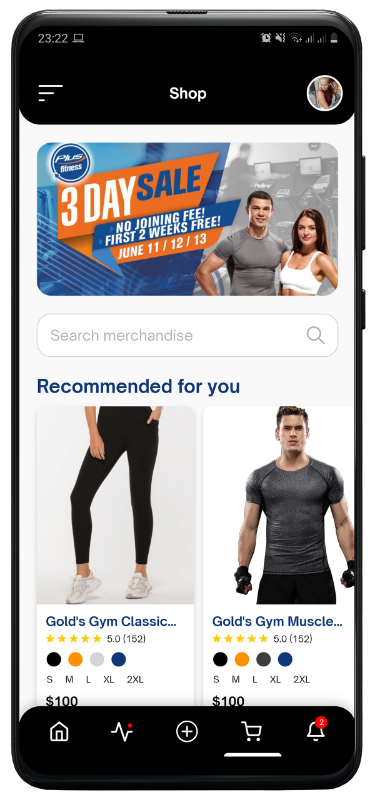 23:22
Shop
Plus
fitness
3 DAY SALE
NO JOINING FEE!
FIRST 2 WEEKS FREE!
JUNE 11 / 12 / 13
Search merchandise
Recommended for you
Gold's Gym Classic...
5.0 (152)
S M L XL 2XL
$100
Gold's Gym Muscle...
5.0 (152)
S M L XL 2XL
$100
2